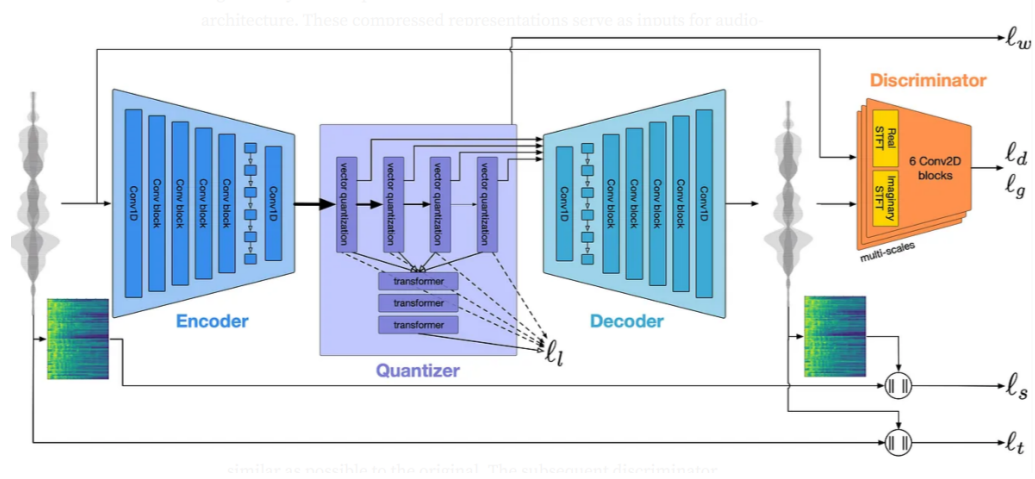 architecture. These compressed representations serve as inputs for audio-
ℓw
Discriminator
Real STFT
Imaginary STFT
6 Conv2D blocks
multi-scales
ℓd
ℓg
Conv1D
Conv block
Conv block
Conv block
Conv block
Conv1D
Encoder
vector quantization
vector quantization
vector quantization
vector quantization
transformer
transformer
transformer
Quantizer
ℓl
Conv1D
Conv block
Conv block
Conv block
Conv block
Conv1D
Decoder
ℓs
ℓt
similar as possible to the original. The subsequent discriminator